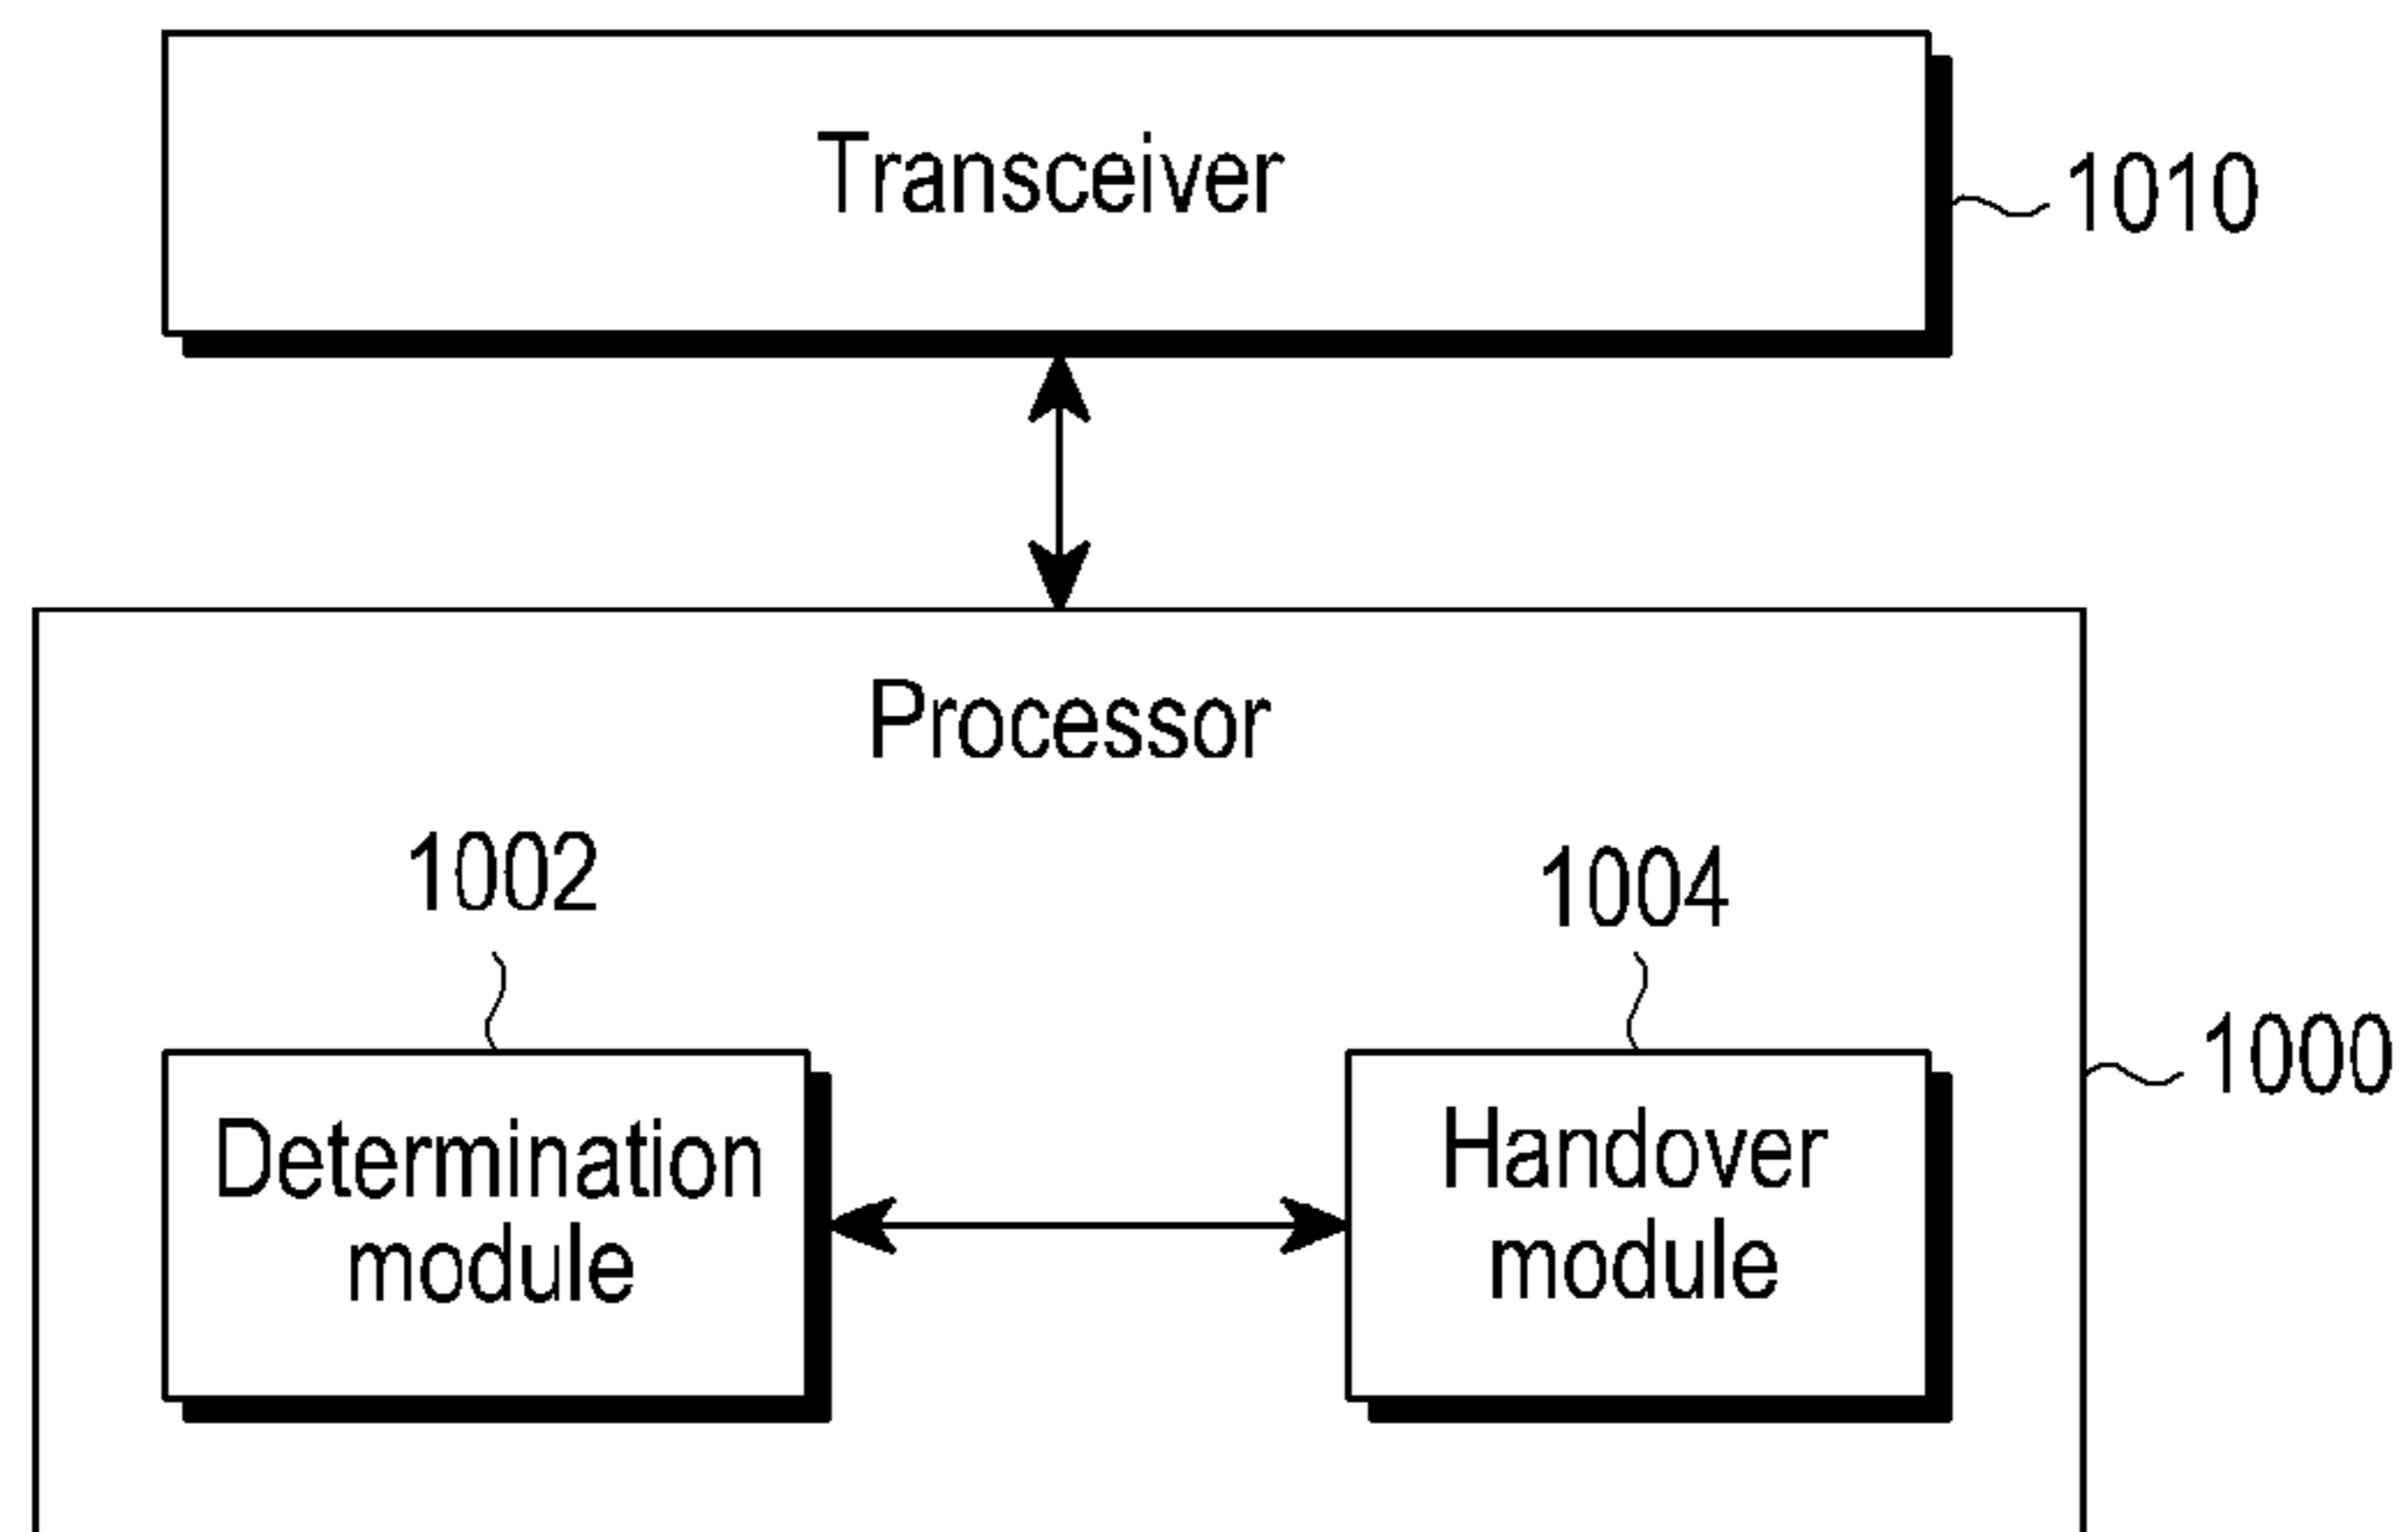 Transceiver
1010
Processor
1002
1004
1000
Determination
module
Handover
module